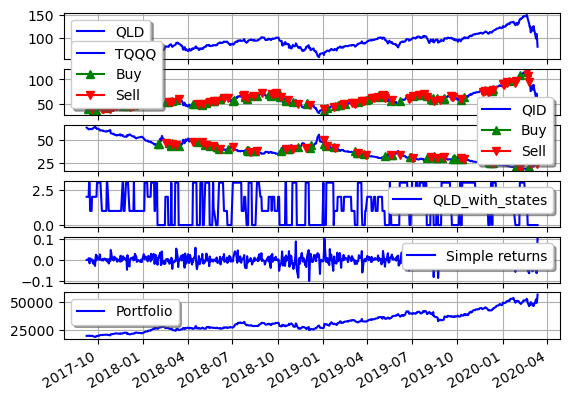 150
100
QLD
100
50
TQQQ
Buy
Sell
50
25
QID
Buy
Sell
2.5
0.0
QLD_with_states
0.1
0.0
−0.1
Simple returns
50000
25000
Portfolio
2017-10
2018-01
2018-04
2018-07
2018-10
2019-01
2019-04
2019-07
2019-10
2020-01
2020-04